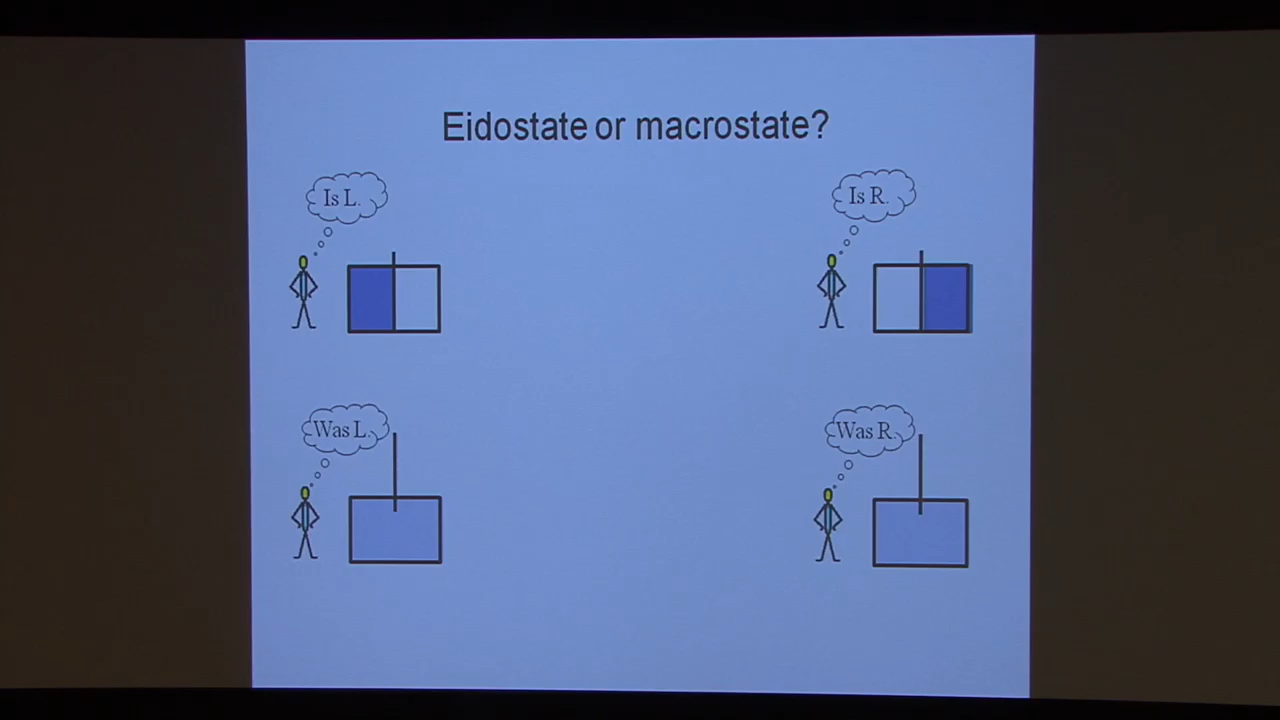 Eidostate or macrostate?
Is L.
Is R.
Was L.
Was R.